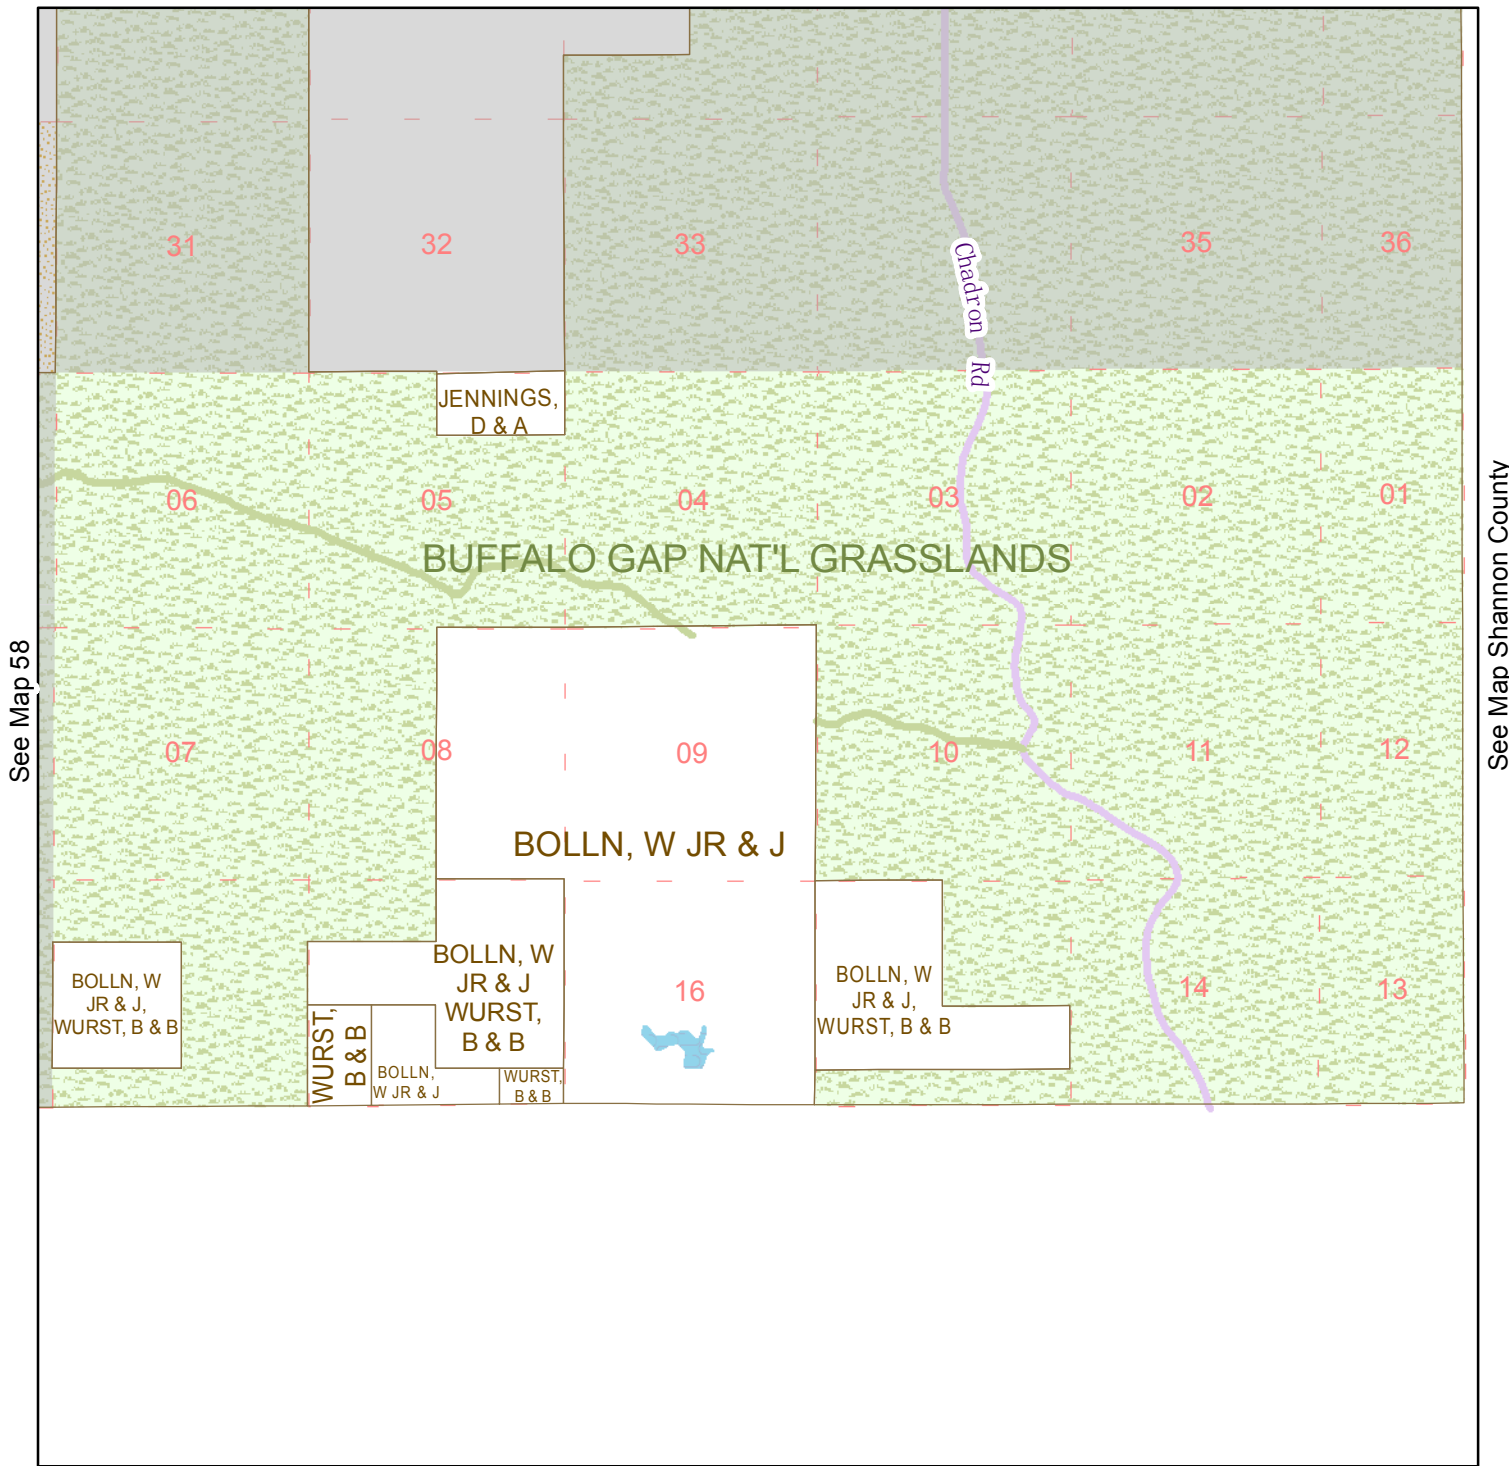 31
32
33
35
36
Chadron Rd
JENNINGS,
D & A
06
05
04
03
02
01
BUFFALO GAP NAT'L GRASSLANDS
See Map 58
See Map Shannon County
07
08
09
10
11
12
BOLLN, W JR & J
BOLLN, W
JR & J,
WURST, B & B
BOLLN, W
JR & J
WURST,
B & B
16
BOLLN, W
JR & J,
WURST, B & B
14
13
WURST,
B & B
BOLLN,
W JR & J
WURST,
B & B